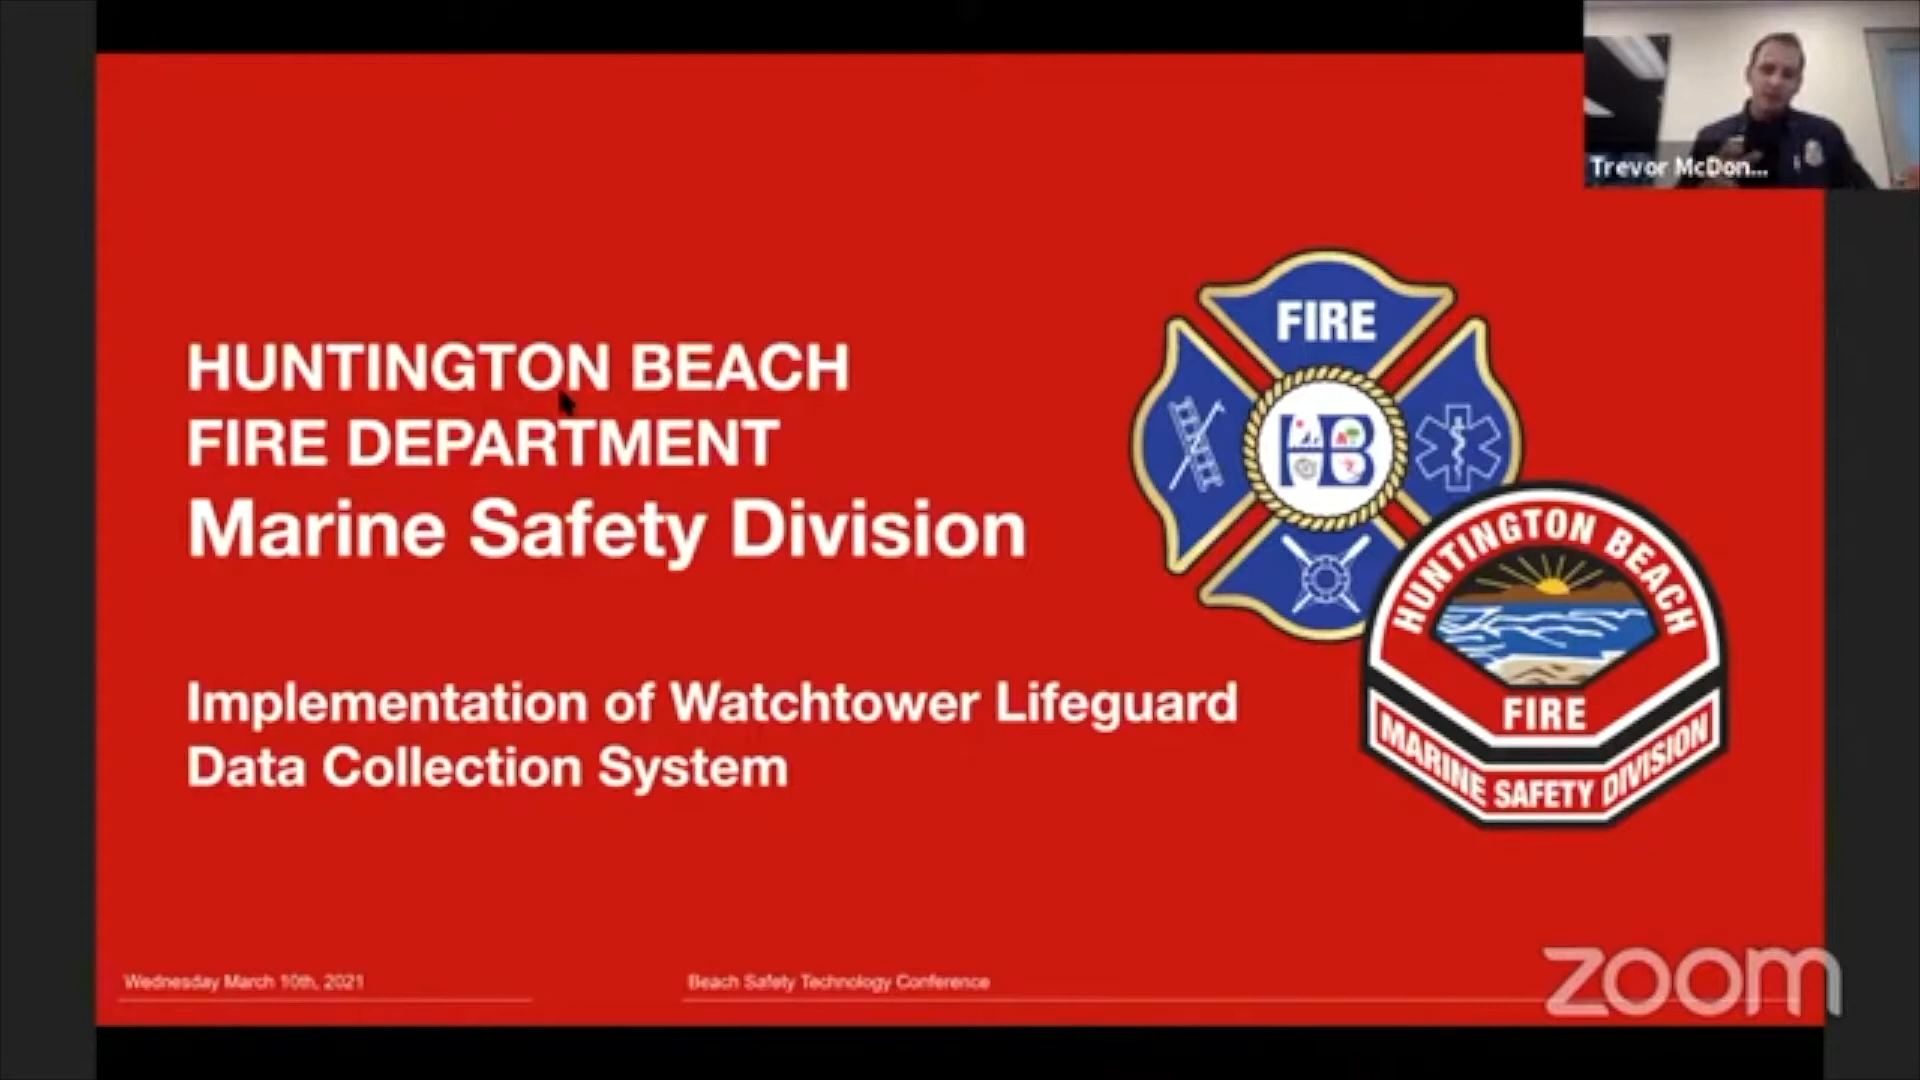 Trevor McDon...
HUNTINGTON BEACH
FIRE DEPARTMENT
Marine Safety Division
Implementation of Watchtower Lifeguard
Data Collection System
FIRE
HB
HUNTINGTON BEACH
FIRE
MARINE SAFETY DIVISION
Wednesday March 10th, 2021
Beach Safety Technology Conference
zoom